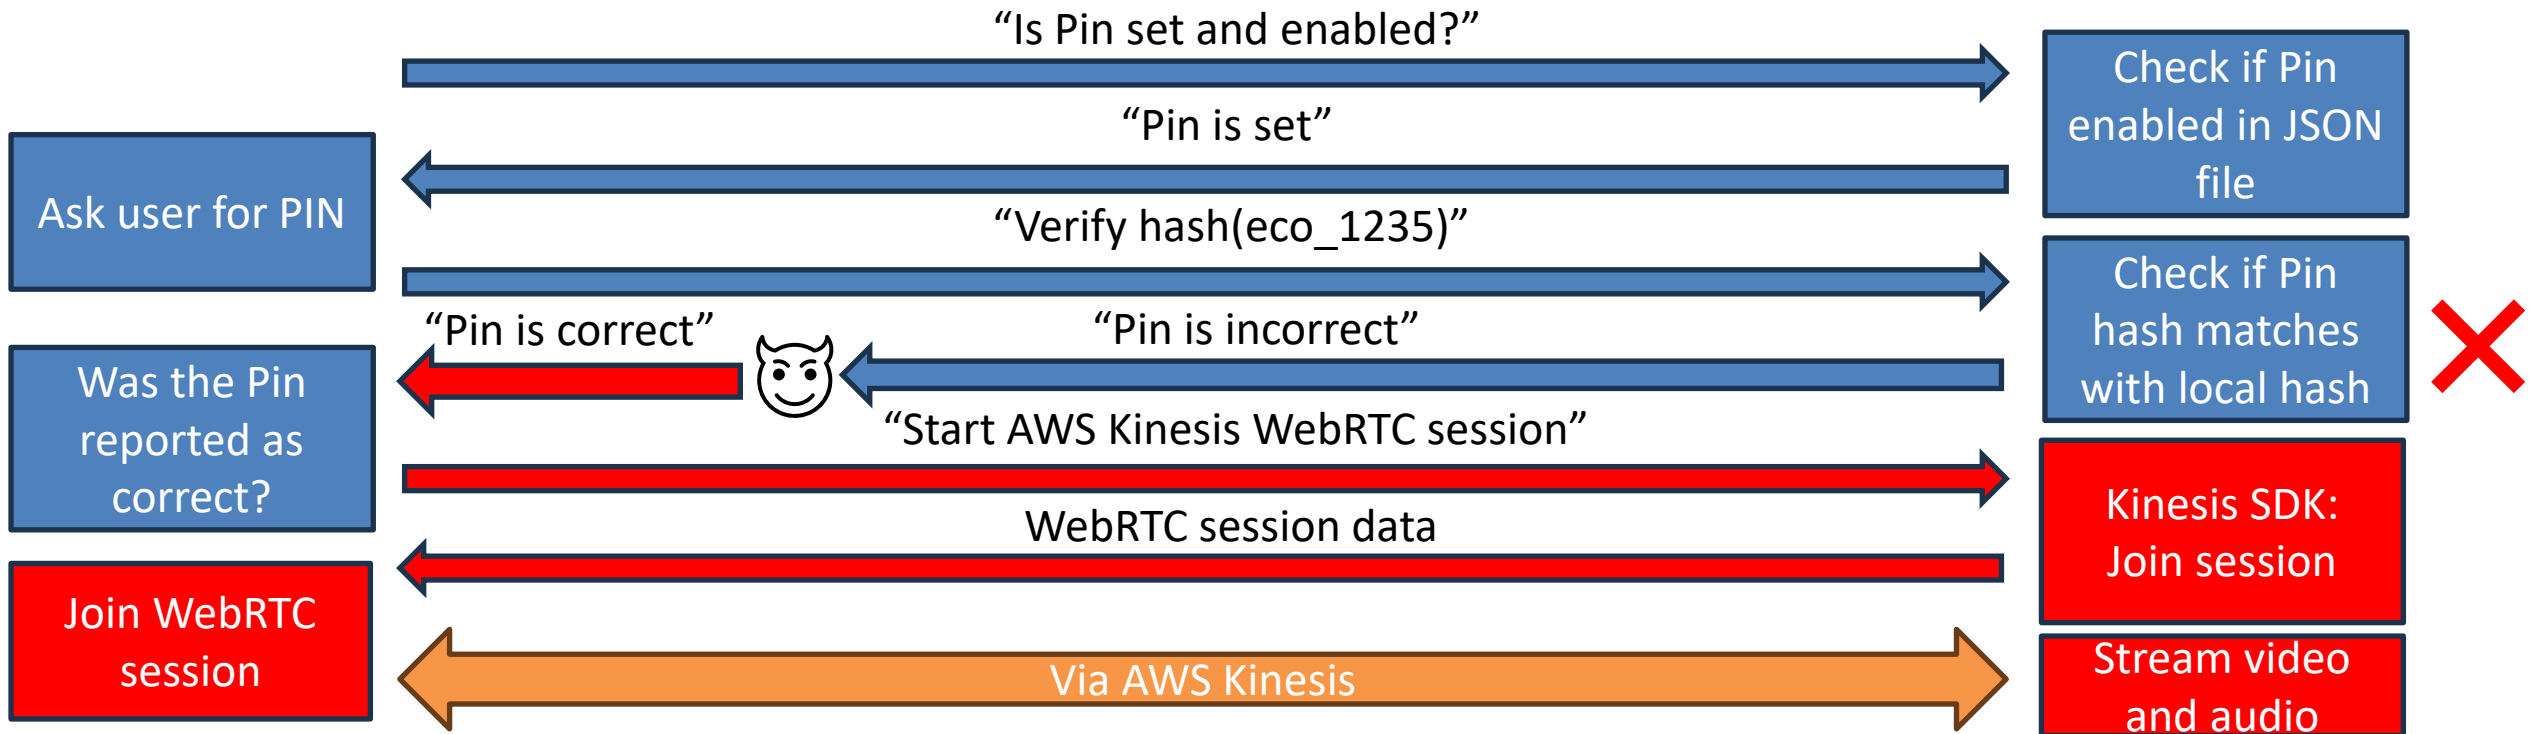 “Is Pin set and enabled?”
Check if Pin
enabled in JSON
file
“Pin is set”
Ask user for PIN
“Verify hash(eco_1235)”
Check if Pin
hash matches
with local hash
“Pin is correct”
“Pin is incorrect”
Was the Pin
reported as
correct?
“Start AWS Kinesis WebRTC session”
Kinesis SDK:
Join session
WebRTC session data
Join WebRTC
session
Via AWS Kinesis
Stream video
and audio